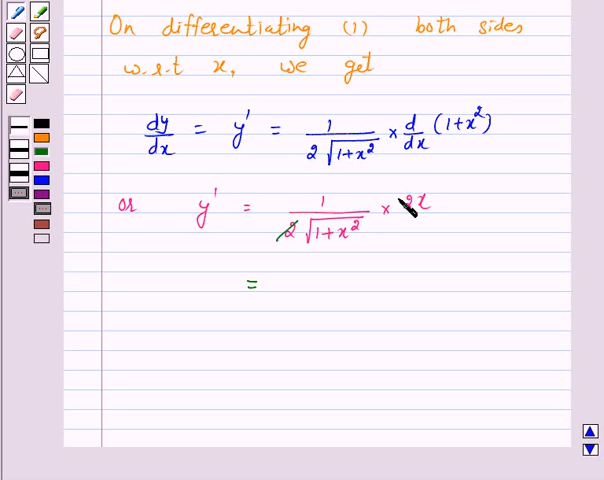 On differentiating (1) both sides
w.r.t x, we get
dy/dx = y' = 1/(2√(1+x²)) × d/dx (1+x²)
or y' = 1/(2√(1+x²)) × 2x
=